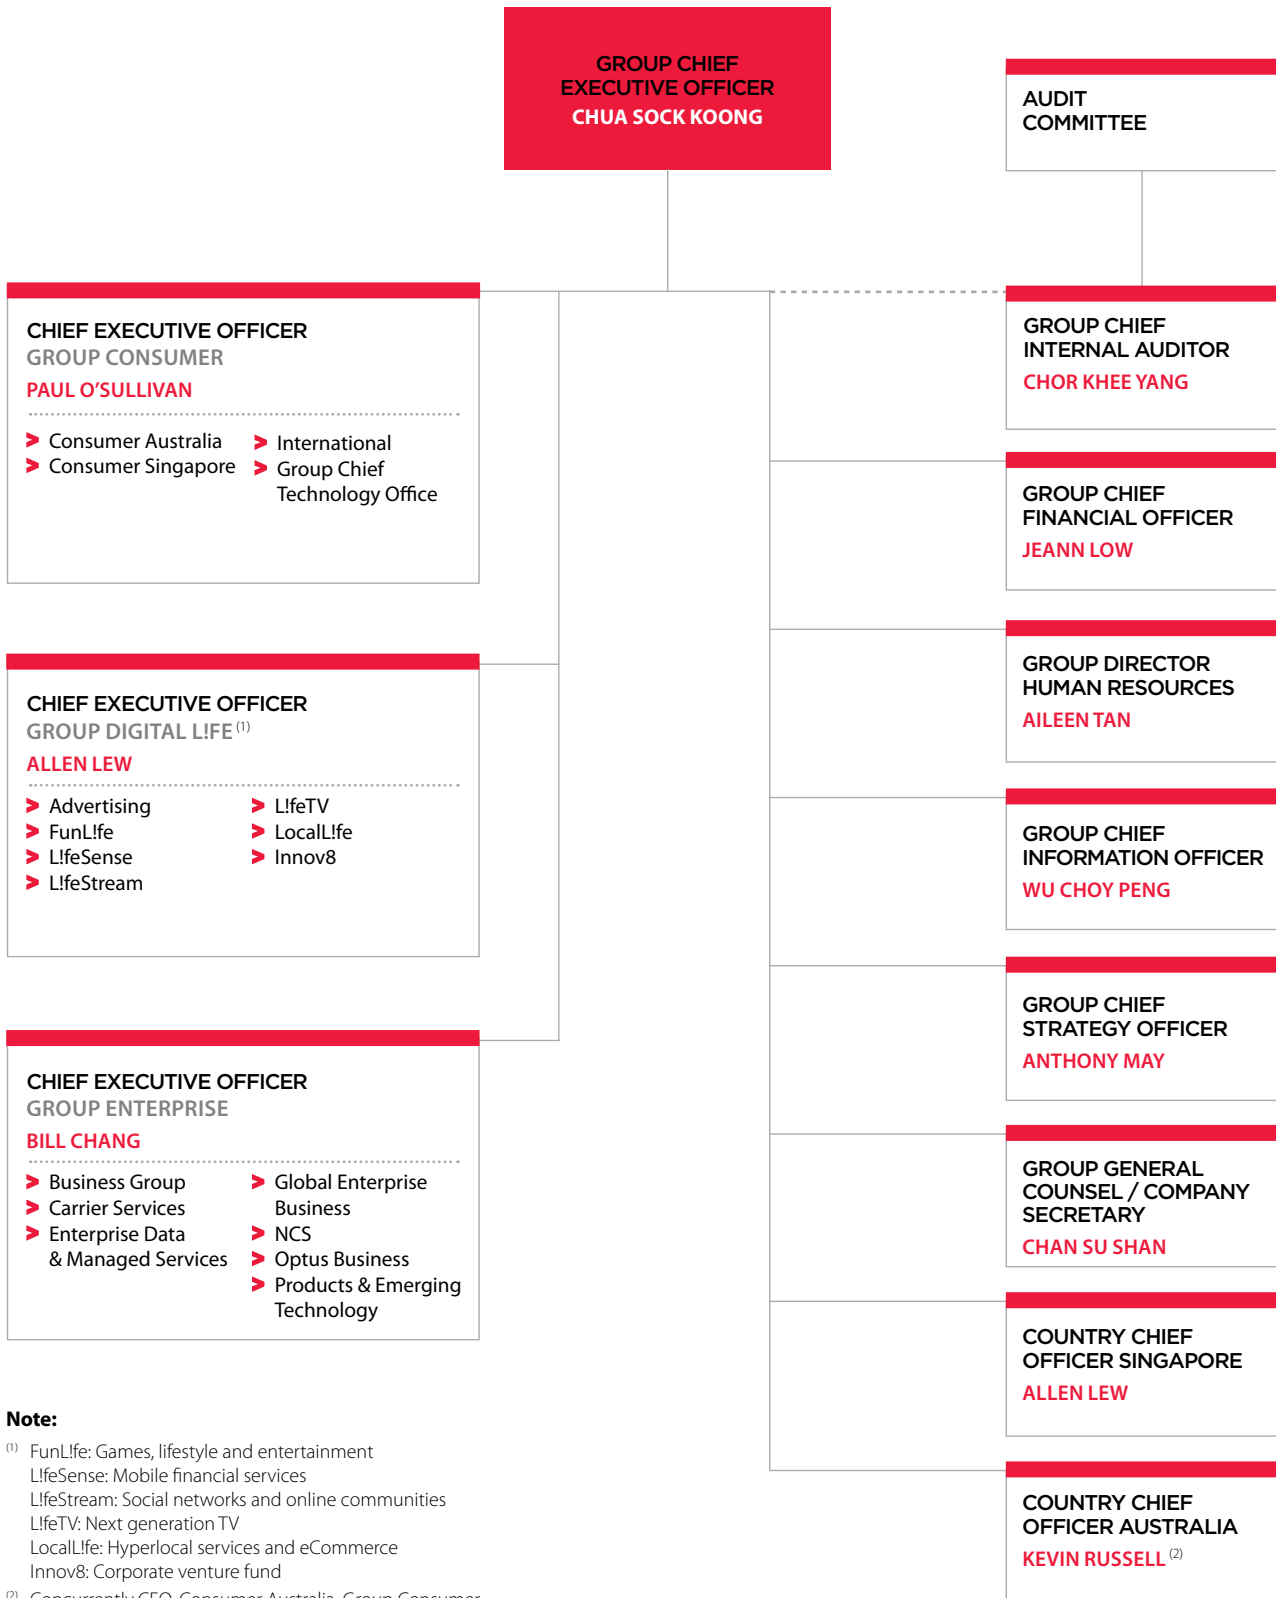 GROUP CHIEF
EXECUTIVE OFFICER
CHUA SOCK KOONG
AUDIT
COMMITTEE
CHIEF EXECUTIVE OFFICER
GROUP CONSUMER
PAUL O’SULLIVAN
> Consumer Australia
> Consumer Singapore
> International
> Group Chief
Technology Office
CHIEF EXECUTIVE OFFICER
GROUP DIGITAL L!FE (1)
ALLEN LEW
> Advertising
> FunL!fe
> L!feSense
> L!feStream
> L!feTV
> LocalL!fe
> Innov8
CHIEF EXECUTIVE OFFICER
GROUP ENTERPRISE
BILL CHANG
> Business Group
> Carrier Services
> Enterprise Data
& Managed Services
> Global Enterprise
Business
> NCS
> Optus Business
> Products & Emerging
Technology
GROUP CHIEF
INTERNAL AUDITOR
CHOR KHEE YANG
GROUP CHIEF
FINANCIAL OFFICER
JEANN LOW
GROUP DIRECTOR
HUMAN RESOURCES
AILEEN TAN
GROUP CHIEF
INFORMATION OFFICER
WU CHOY PENG
GROUP CHIEF
STRATEGY OFFICER
ANTHONY MAY
GROUP GENERAL
COUNSEL / COMPANY
SECRETARY
CHAN SU SHAN
COUNTRY CHIEF
OFFICER SINGAPORE
ALLEN LEW
COUNTRY CHIEF
OFFICER AUSTRALIA
KEVIN RUSSELL (2)
Note:
(1) FunL!fe: Games, lifestyle and entertainment
L!feSense: Mobile financial services
L!feStream: Social networks and online communities
L!feTV: Next generation TV
LocalL!fe: Hyperlocal services and eCommerce
Innov8: Corporate venture fund
(2) Concurrently CEO, Consumer Australia, Group Consumer